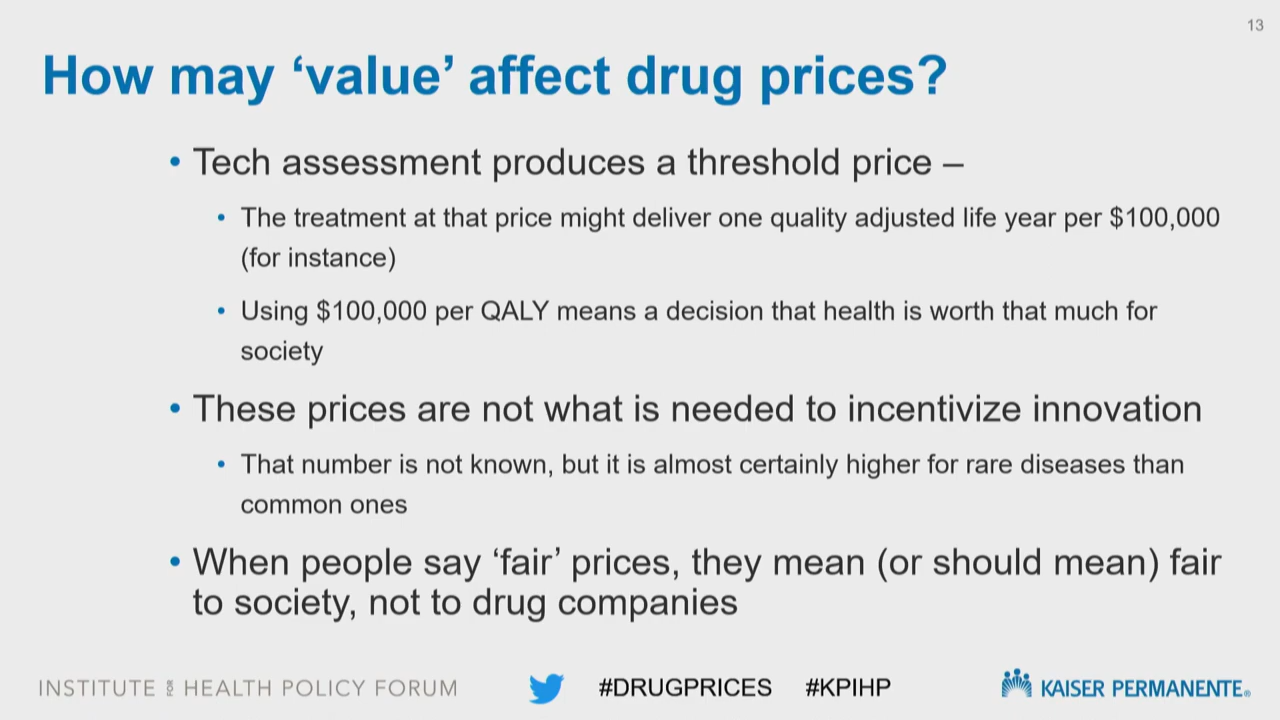 13
How may ‘value’ affect drug prices?
• Tech assessment produces a threshold price –
• The treatment at that price might deliver one quality adjusted life year per $100,000
(for instance)
• Using $100,000 per QALY means a decision that health is worth that much for
society
• These prices are not what is needed to incentivize innovation
• That number is not known, but it is almost certainly higher for rare diseases than
common ones
• When people say ‘fair’ prices, they mean (or should mean) fair
to society, not to drug companies
INSTITUTE FOR HEALTH POLICY FORUM
#DRUGPRICES #KPIHP
KAISER PERMANENTE®